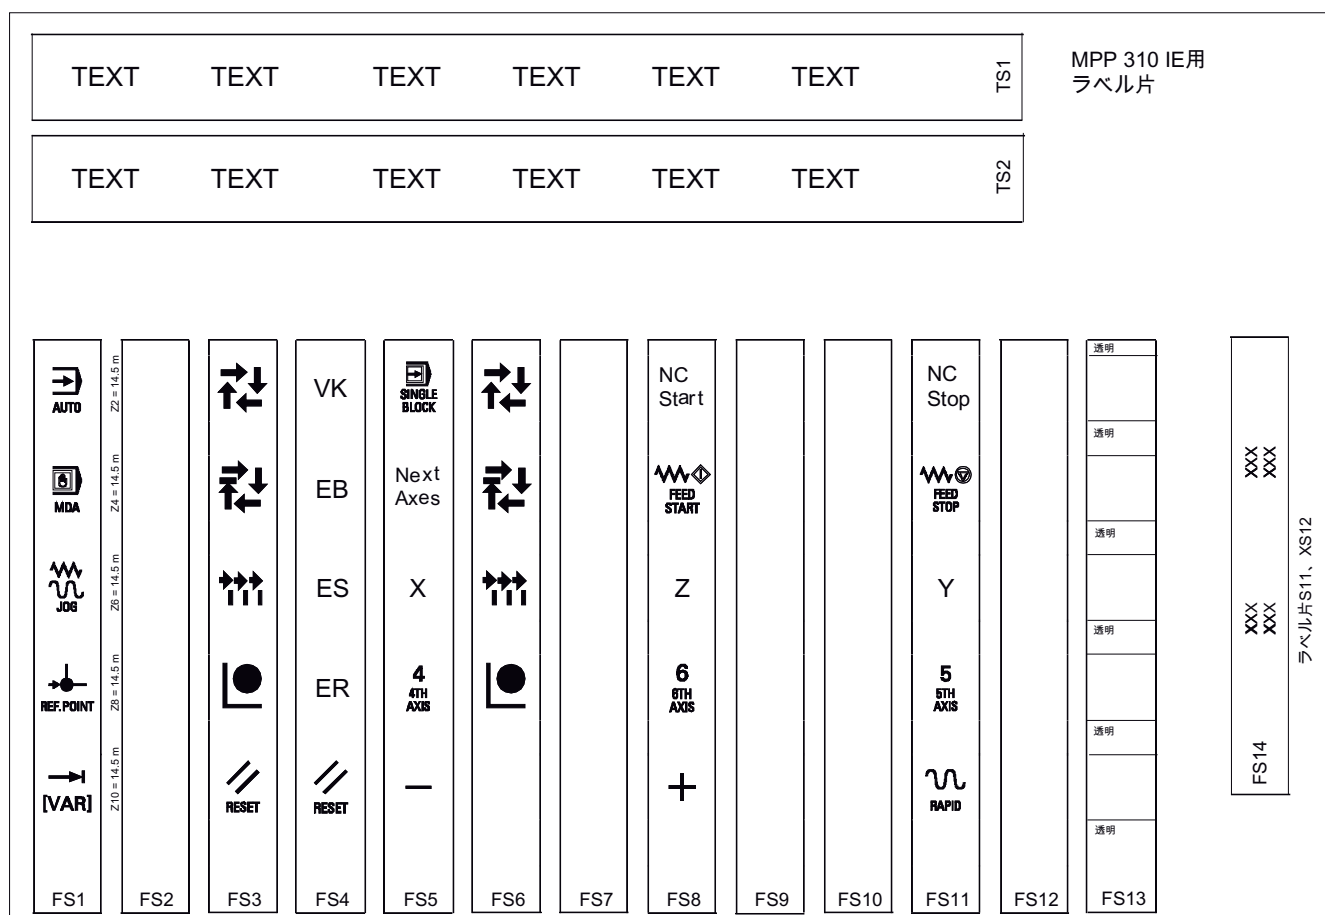 TEXT TEXT TEXT TEXT TEXT TEXT TS1
MPP 310 IE用
ラベル片
TEXT TEXT TEXT TEXT TEXT TEXT TS2
AUTO
MDA
JOG
REF.POINT
[VAR]
FS1
Z2 = 14.5 m
Z4 = 14.5 m
Z6 = 14.5 m
Z8 = 14.5 m
Z10 = 14.5 m
FS2
RESET
FS3
VK
EB
ES
ER
RESET
FS4
SINGLE
BLOCK
Next
Axes
X
4
4TH
AXIS
−
FS5
FS6
FS7
NC
Start
FEED
START
Z
6
6TH
AXIS
+
FS8
FS9
FS10
NC
Stop
FEED
STOP
Y
5
5TH
AXIS
RAPID
FS11
FS12
透明
透明
透明
透明
透明
透明
FS13
XXX
XXX
XXX
XXX
FS14
ラベル片S11、XS12